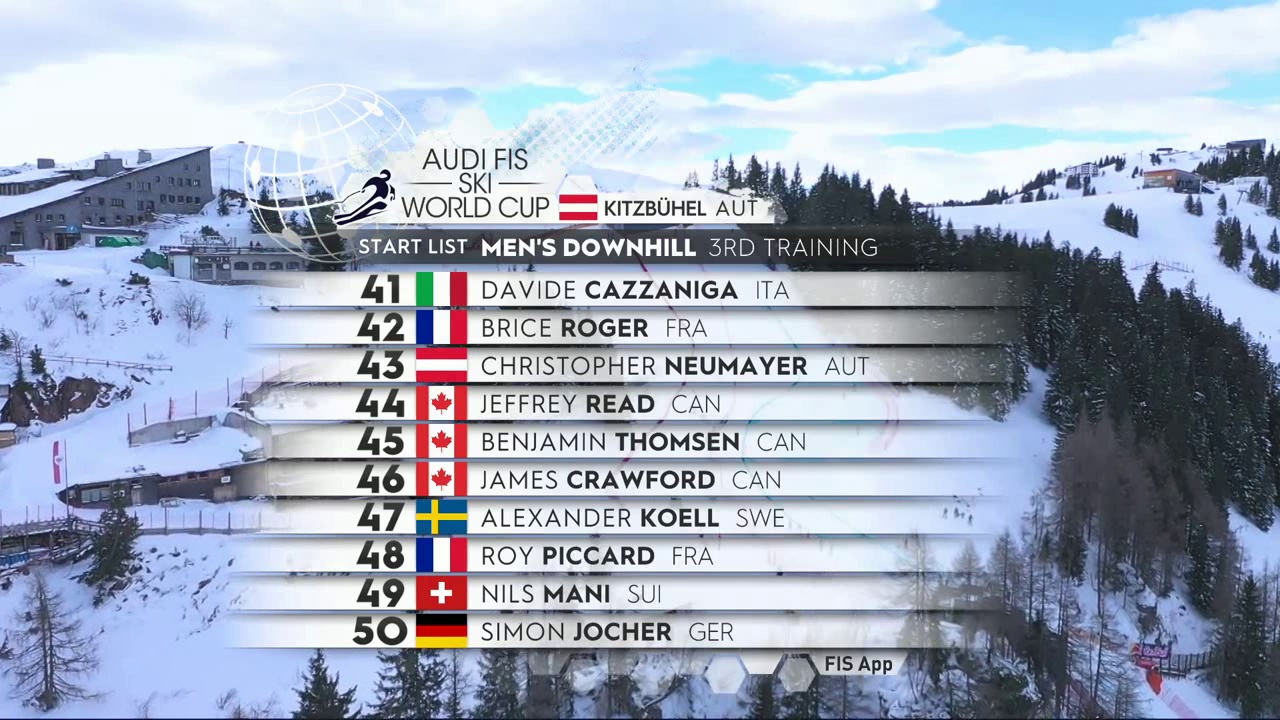 AUDI FIS
SKI
WORLD CUP
KITZBÜHEL AUT
START LIST MEN'S DOWNHILL 3RD TRAINING
41 DAVIDE CAZZANIGA ITA
42 BRICE ROGER FRA
43 CHRISTOPHER NEUMAYER AUT
44 JEFFREY READ CAN
45 BENJAMIN THOMSEN CAN
46 JAMES CRAWFORD CAN
47 ALEXANDER KOELL SWE
48 ROY PICCARD FRA
49 NILS MANI SUI
50 SIMON JOCHER GER
FIS App